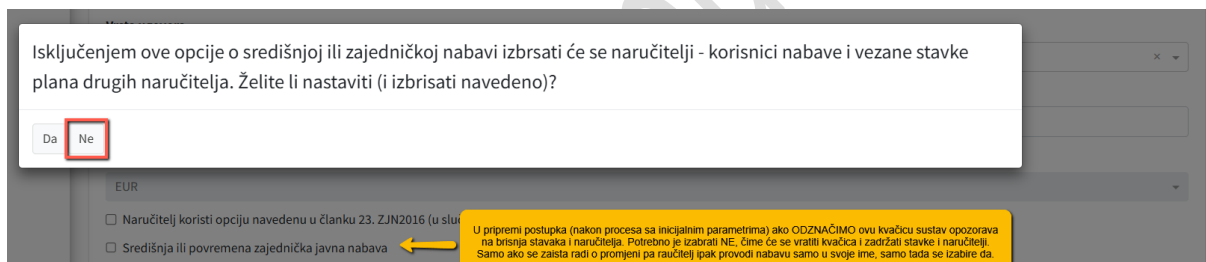 Isključenjem ove opcije o središnjoj ili zajedničkoj nabavi izbrsati će se naručitelji - korisnici nabave i vezane stavke
plana drugih naručitelja. Želite li nastaviti (i izbrisati navedeno)?
Da Ne
EUR
Naručitelj koristi opciju navedenu u članku 23. ZJN2016 (u
Središnja ili povremena zajednička javna nabava
U pripremi postupka (nakon procesa sa inicijalnim parametrima) ako ODZNAČIMO ovu kvačicu sustav opozorava
na brisnja stavaka i naručitelja. Potrebno je izabrati NE, čime će se vratiti kvačica i zadržati stavke i naručitelji.
Samo ako se zaista radi o promjeni pa raučitelj ipak provodi nabavu samo u svoje ime, samo tada se izabire da.